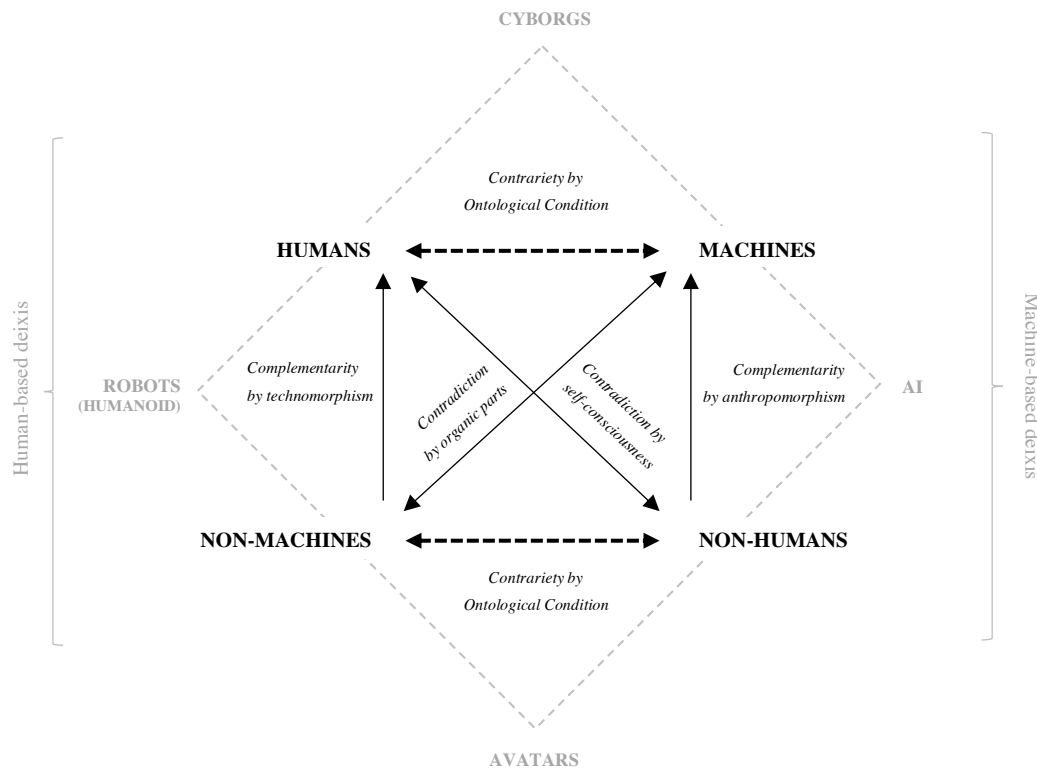 CYBORGS
Contrariety by
Ontological Condition
HUMANS
MACHINES
Human-based deixis
Machine-based deixis
ROBOTS
(HUMANOID)
Complementarity
by technomorphism
Contradiction
by organic parts
Contradiction by
self-consciousness
Complementarity
by anthropomorphism
AI
NON-MACHINES
NON-HUMANS
Contrariety by
Ontological Condition
AVATARS